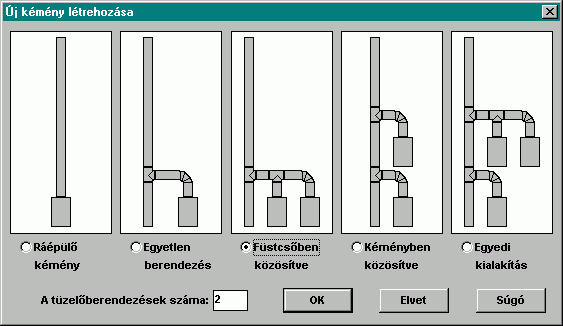 Új kémény létrehozása
Ráépülő kémény
Egyetlen berendezés
Füstcsőben közösítve
Kéményben közösítve
Egyedi kialakítás
A tüzelőberendezések száma: 2
OK
Elvet
Súgó